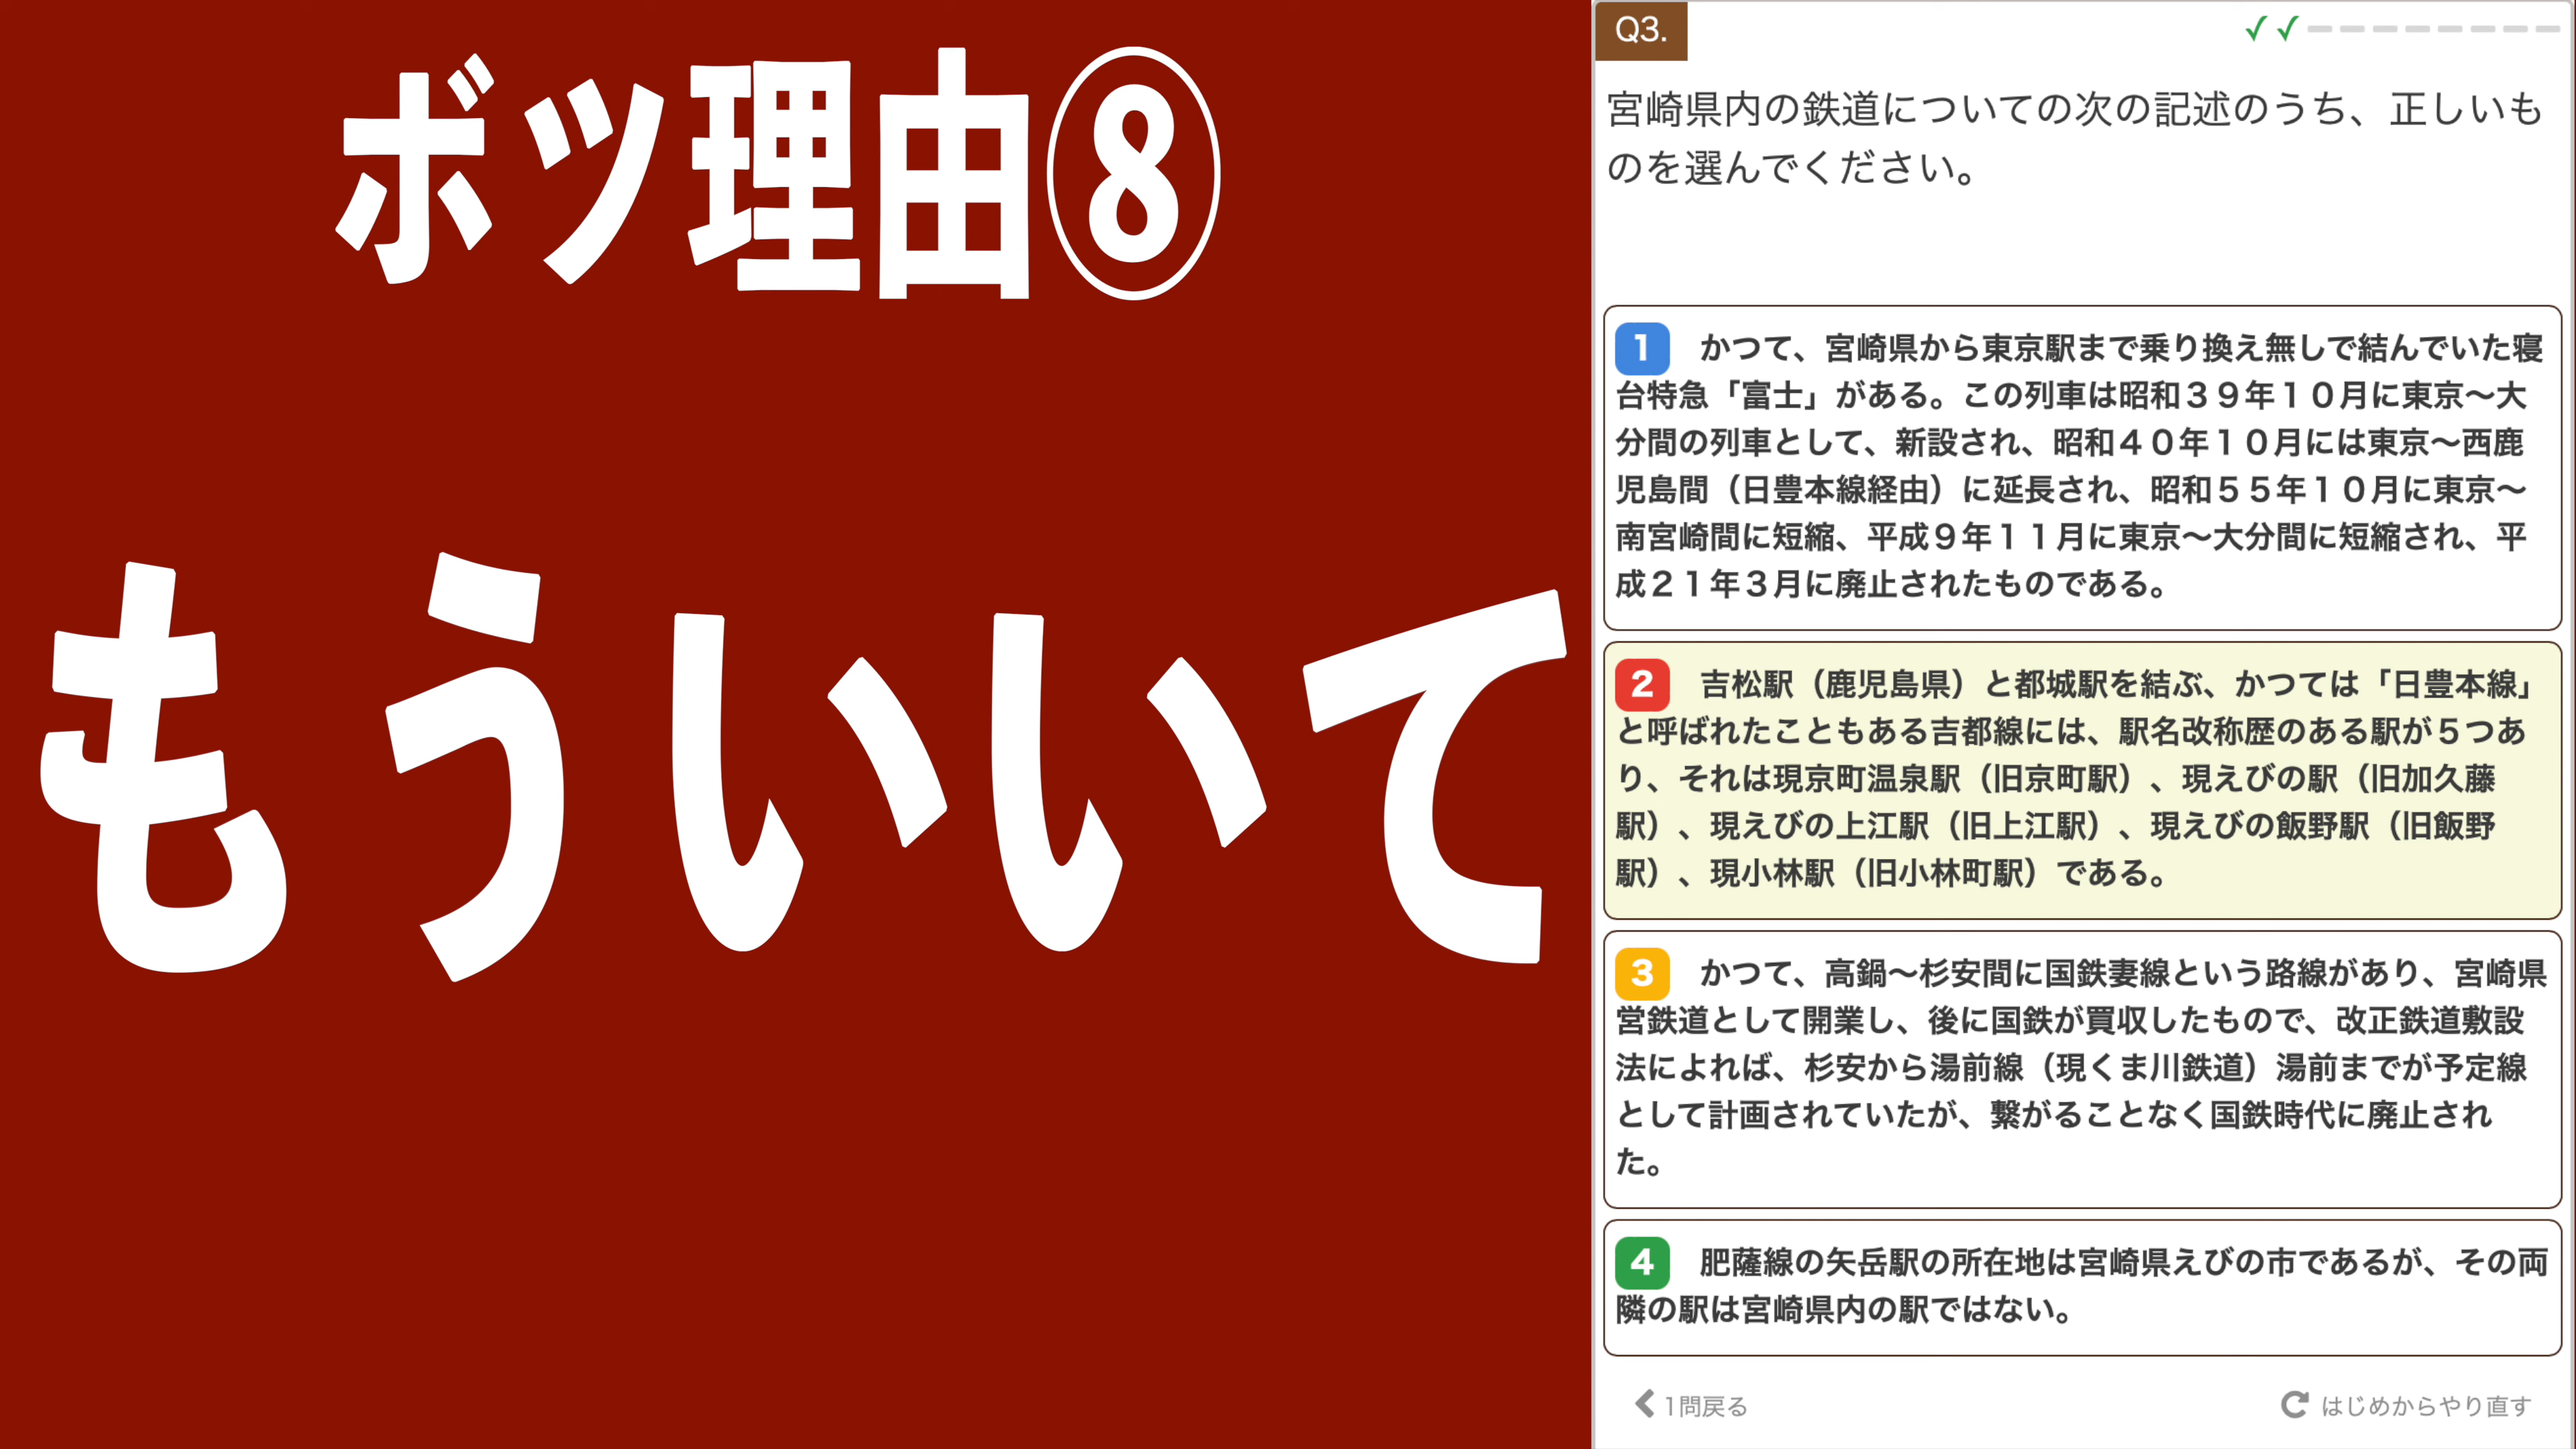 ボツ理由⑧
もういいて
Q3.
宮崎県内の鉄道についての次の記述のうち、正しいも
のを選んでください。
1 かつて、宮崎県から東京駅まで乗り換え無しで結んでいた寝
台特急「富士」がある。この列車は昭和３９年１０月に東京〜大
分間の列車として、新設され、昭和４０年１０月には東京〜西鹿
児島間（日豊本線経由）に延長され、昭和５５年１０月に東京〜
南宮崎間に短縮、平成９年１１月に東京〜大分間に短縮され、平
成２１年３月に廃止されたものである。
2 吉松駅（鹿児島県）と都城駅を結ぶ、かつては「日豊本線」
と呼ばれたこともある吉都線には、駅名改称歴のある駅が５つあ
り、それは現京町温泉駅（旧京町駅）、現えびの駅（旧加久藤
駅）、現えびの上江駅（旧上江駅）、現えびの飯野駅（旧飯野
駅）、現小林駅（旧小林町駅）である。
3 かつて、高鍋〜杉安間に国鉄妻線という路線があり、宮崎県
営鉄道として開業し、後に国鉄が買収したもので、改正鉄道敷設
法によれば、杉安から湯前線（現くま川鉄道）湯前までが予定線
として計画されていたが、繋がることなく国鉄時代に廃止され
た。
4 肥薩線の矢岳駅の所在地は宮崎県えびの市であるが、その両
隣の駅は宮崎県内の駅ではない。
1問戻る
はじめからやり直す